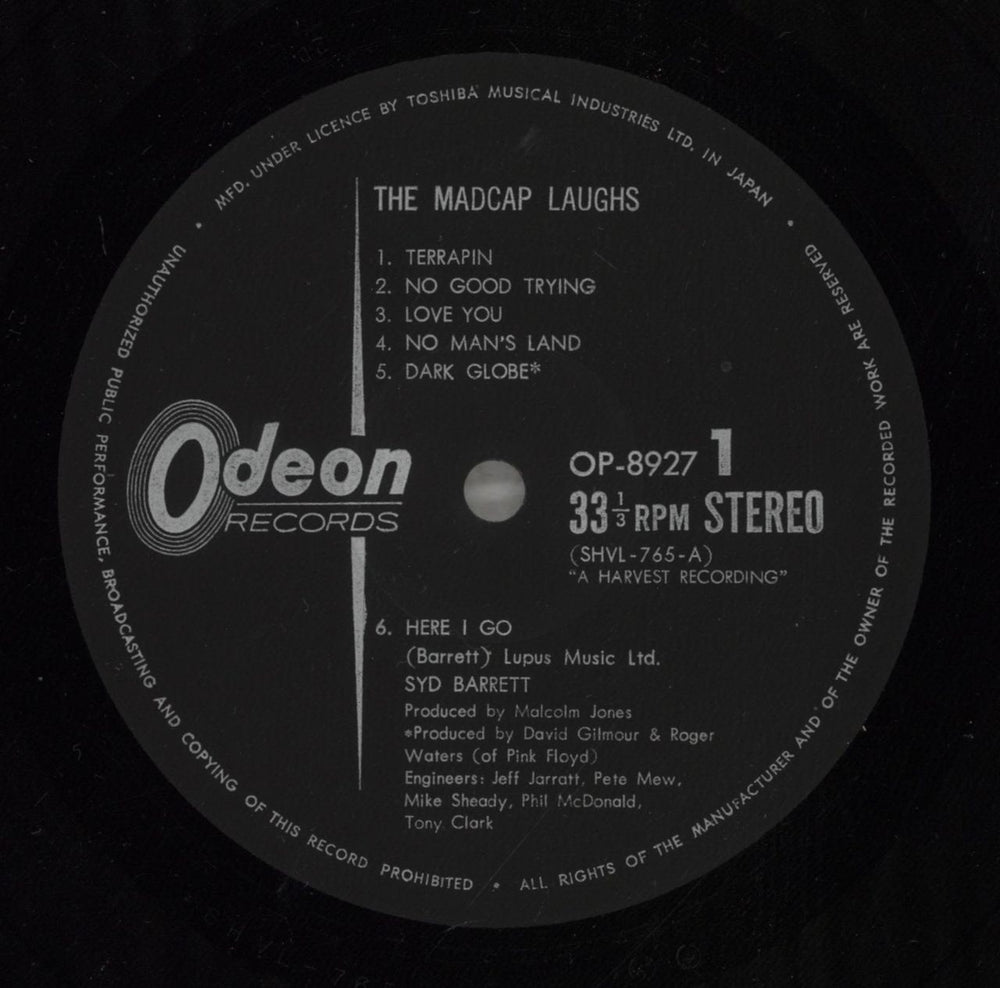 MFD. UNDER LICENCE BY TOSHIBA MUSICAL INDUSTRIES LTD. IN JAPAN
THE MADCAP LAUGHS
1. TERRAPIN
2. NO GOOD TRYING
3. LOVE YOU
4. NO MAN'S LAND
5. DARK GLOBE*
Odeon
RECORDS
OP-8927 1
33 1/3 RPM STEREO
(SHVL-765-A)
"A HARVEST RECORDING"
6. HERE I GO
(Barrett) Lupus Music Ltd.
SYD BARRETT
Produced by Malcolm Jones
*Produced by David Gilmour & Roger
Waters (of Pink Floyd)
Engineers: Jeff Jarratt, Pete Mew,
Mike Sheady, Phil McDonald,
Tony Clark
UNAUTHORIZED PUBLIC PERFORMANCE, BROADCASTING AND COPYING OF THIS RECORD PROHIBITED • ALL RIGHTS OF THE MANUFACTURER AND OF THE OWNER OF THE RECORDED WORK ARE RESERVED